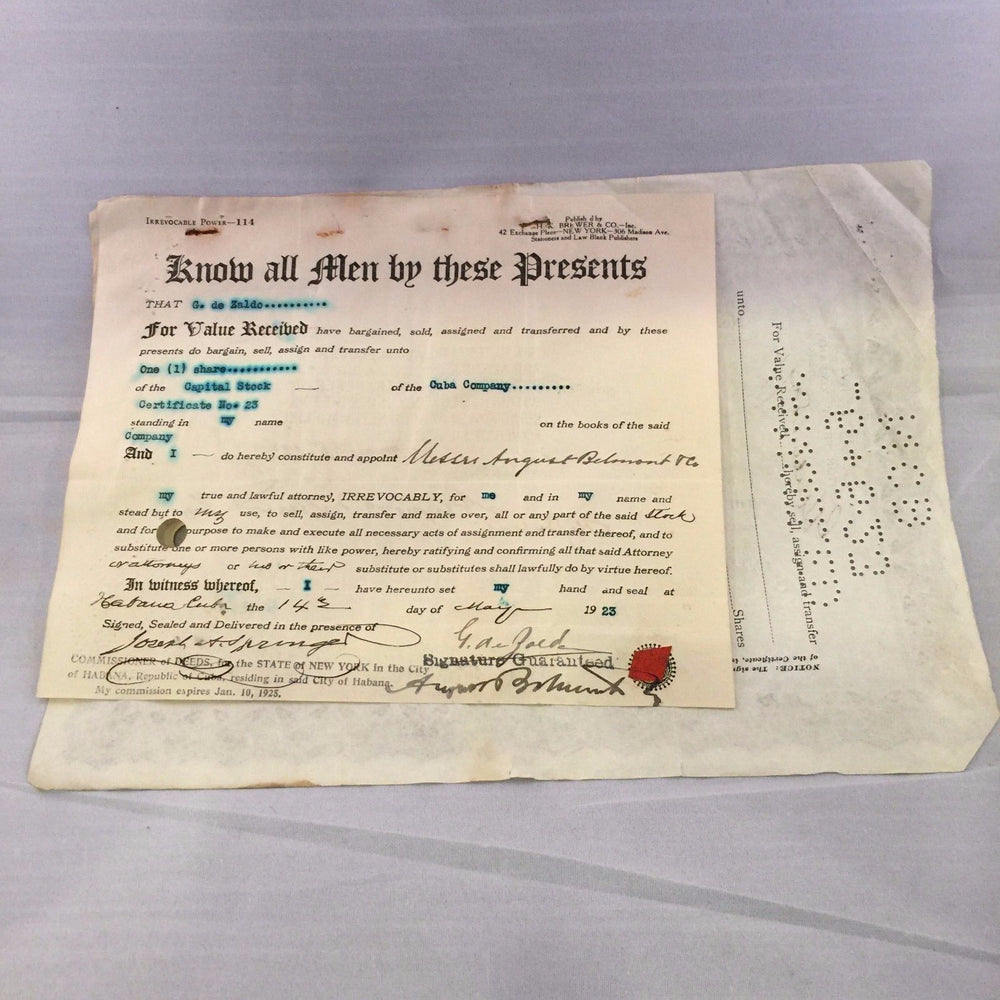 IRREVOCABLE POWER—114
Publish d by
BREWER & CO.—Inc.
42 Exchange Place—NEW YORK—306 Madison Ave.
Stationers and Law Blank Publishers
Know all Men by these Presents
THAT G. de Zaldo...........
For Value Received have bargained, sold, assigned and transferred and by these
presents do bargain, sell, assign and transfer unto
One (1) share............
of the Capital Stock — of the Cuba Company.........
Certificate No. 23
standing in my name on the books of the said
Company
And I — do hereby constitute and appoint Messrs August Belmont & Co
my true and lawful attorney, IRREVOCABLY, for me and in my name and
stead but to my use, to sell, assign, transfer and make over, all or any part of the said Stock
and for purpose to make and execute all necessary acts of assignment and transfer thereof, and to
substitute one or more persons with like power, hereby ratifying and confirming all that said Attorney
or attorneys or his or their substitute or substitutes shall lawfully do by virtue hereof.
In witness whereof, — I — have hereunto set my hand and seal at
Habana Cuba the 14th day of May 1923
Signed, Sealed and Delivered in the presence of
Joseph A. Springer G. de Zaldo
COMMISSIONER of DEEDS, for the STATE of NEW YORK in the City
of HABANA, Republic of Cuba, residing in said City of Habana.
My commission expires Jan. 10, 1925.
Signature Guaranteed
August Belmont
unto
Shares
For Value Received hereby sell, assign and transfer
NOTICE: The sign
of the Certificate, in